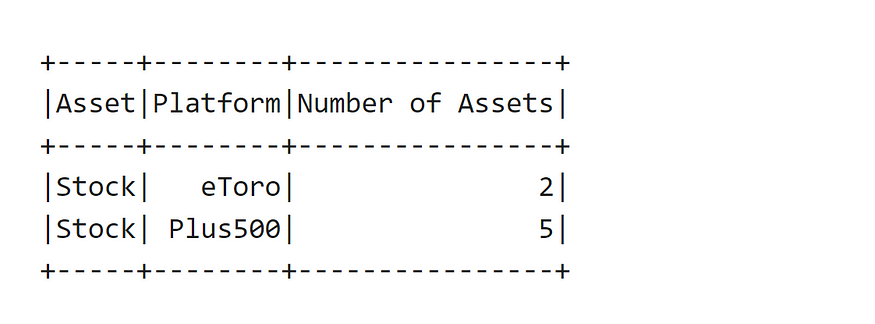 +-----+--------+----------------+
|Asset|Platform|Number of Assets|
+-----+--------+----------------+
|Stock|   eToro|               2|
|Stock| Plus500|               5|
+-----+--------+----------------+